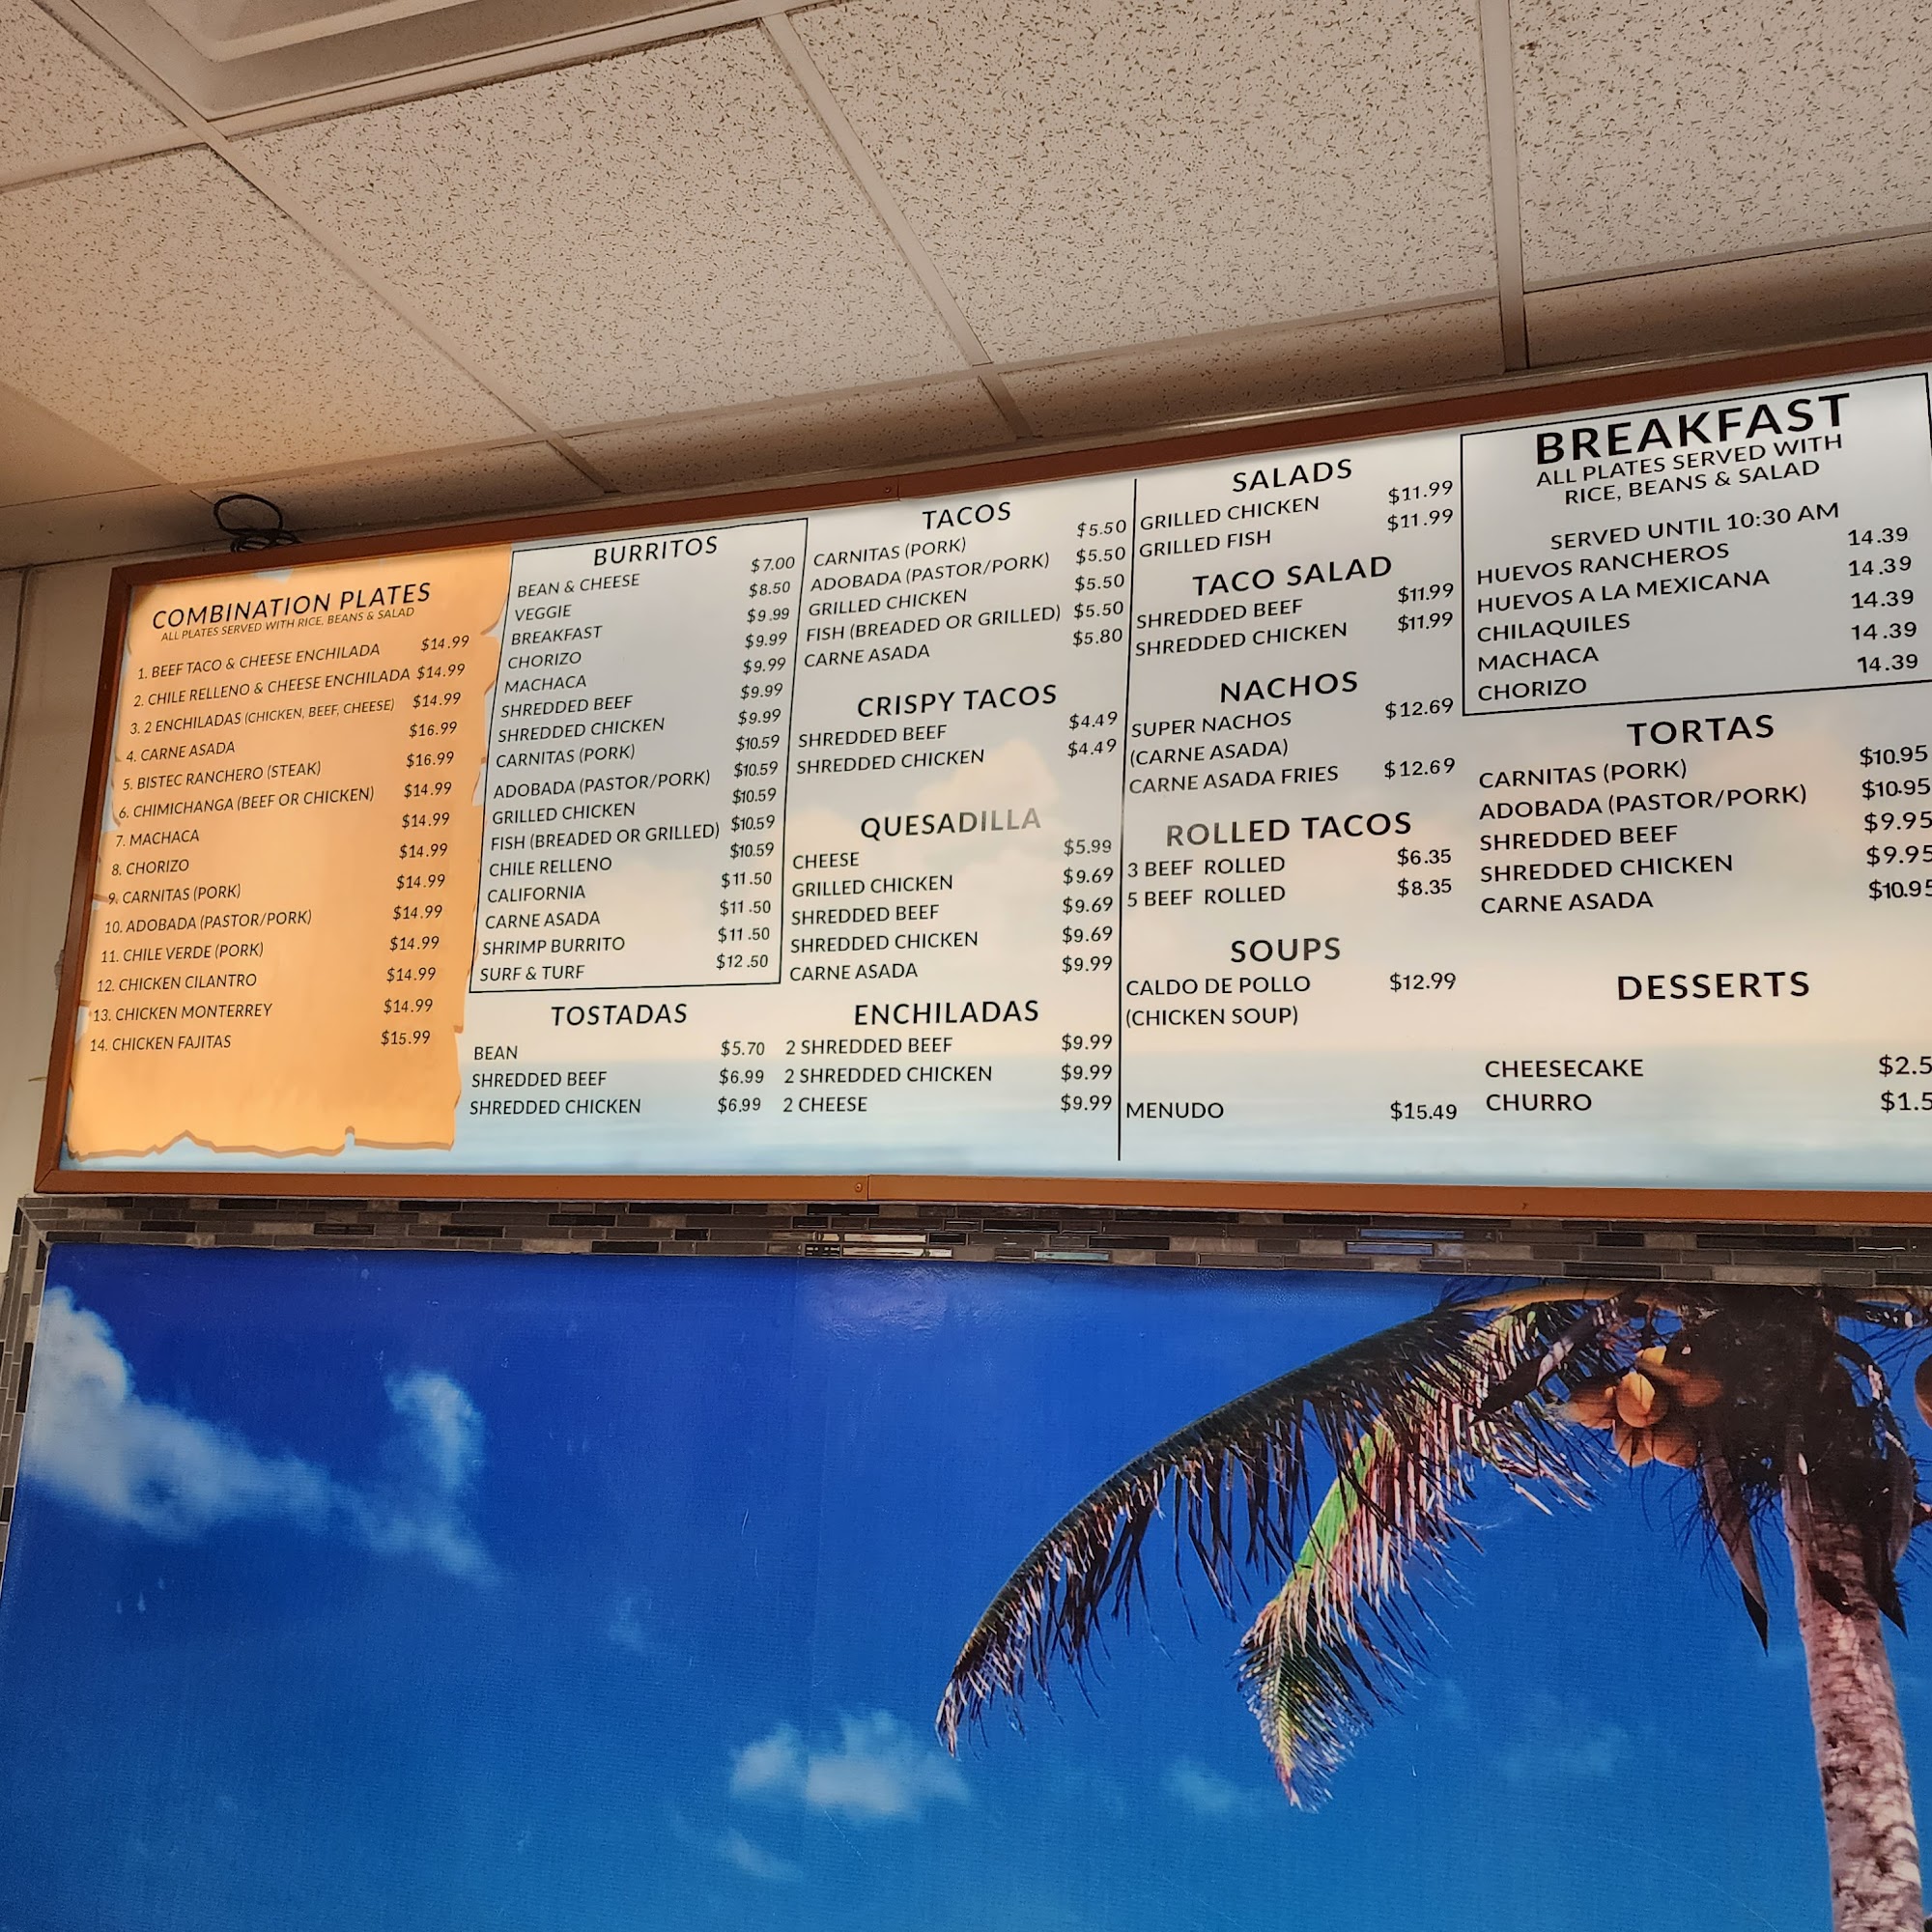 COMBINATION PLATES
ALL PLATES SERVED WITH RICE, BEANS & SALAD
1. BEEF TACO & CHEESE ENCHILADA $14.99
2. CHILE RELLENO & CHEESE ENCHILADA $14.99
3. 2 ENCHILADAS (CHICKEN, BEEF, CHEESE) $14.99
4. CARNE ASADA $16.99
5. BISTEC RANCHERO (STEAK) $16.99
6. CHIMICHANGA (BEEF OR CHICKEN) $14.99
7. MACHACA $14.99
8. CHORIZO $14.99
9. CARNITAS (PORK) $14.99
10. ADOBADA (PASTOR/PORK) $14.99
11. CHILE VERDE (PORK) $14.99
12. CHICKEN CILANTRO $14.99
13. CHICKEN MONTERREY $14.99
14. CHICKEN FAJITAS $15.99
BURRITOS
BEAN & CHEESE $7.00
VEGGIE $8.50
BREAKFAST $9.99
CHORIZO $9.99
MACHACA $9.99
SHREDDED BEEF $9.99
SHREDDED CHICKEN $9.99
CARNITAS (PORK) $10.59
ADOBADA (PASTOR/PORK) $10.59
GRILLED CHICKEN $10.59
FISH (BREADED OR GRILLED) $10.59
CHILE RELLENO $10.59
CALIFORNIA $11.50
CARNE ASADA $11.50
SHRIMP BURRITO $11.50
SURF & TURF $12.50
TOSTADAS
BEAN $5.70
SHREDDED BEEF $6.99
SHREDDED CHICKEN $6.99
TACOS
CARNITAS (PORK) $5.50
ADOBADA (PASTOR/PORK) $5.50
GRILLED CHICKEN $5.50
FISH (BREADED OR GRILLED) $5.50
CARNE ASADA $5.80
CRISPY TACOS
SHREDDED BEEF $4.49
SHREDDED CHICKEN $4.49
QUESADILLA
CHEESE $5.99
GRILLED CHICKEN $9.69
SHREDDED BEEF $9.69
SHREDDED CHICKEN $9.69
CARNE ASADA $9.99
ENCHILADAS
2 SHREDDED BEEF $9.99
2 SHREDDED CHICKEN $9.99
2 CHEESE $9.99
SALADS
GRILLED CHICKEN $11.99
GRILLED FISH $11.99
TACO SALAD
SHREDDED BEEF $11.99
SHREDDED CHICKEN $11.99
NACHOS
SUPER NACHOS $12.69
(CARNE ASADA)
CARNE ASADA FRIES $12.69
ROLLED TACOS
3 BEEF ROLLED $6.35
5 BEEF ROLLED $8.35
SOUPS
CALDO DE POLLO $12.99
(CHICKEN SOUP)
MENUDO $15.49
BREAKFAST
ALL PLATES SERVED WITH
RICE, BEANS & SALAD
SERVED UNTIL 10:30 AM
HUEVOS RANCHEROS 14.39
HUEVOS A LA MEXICANA 14.39
CHILAQUILES 14.39
MACHACA 14.39
CHORIZO 14.39
TORTAS
CARNITAS (PORK) $10.95
ADOBADA (PASTOR/PORK) $10.95
SHREDDED BEEF $9.95
SHREDDED CHICKEN $9.95
CARNE ASADA $10.95
DESSERTS
CHEESECAKE $2.5
CHURRO $1.5